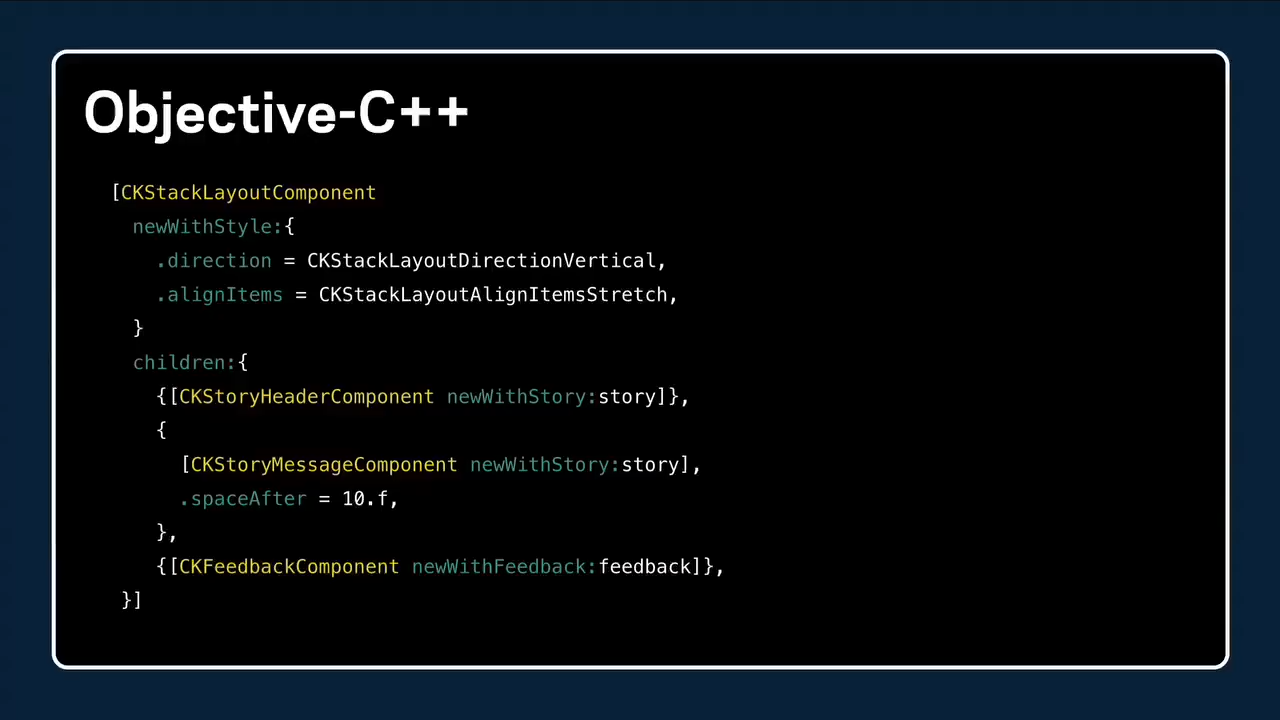 Objective-C++
[CKStackLayoutComponent
newWithStyle:{
.direction = CKStackLayoutDirectionVertical,
.alignItems = CKStackLayoutAlignItemsStretch,
}
children:{
{[CKStoryHeaderComponent newWithStory:story]},
{
[CKStoryMessageComponent newWithStory:story],
.spaceAfter = 10.f,
},
{[CKFeedbackComponent newWithFeedback:feedback]},
}]